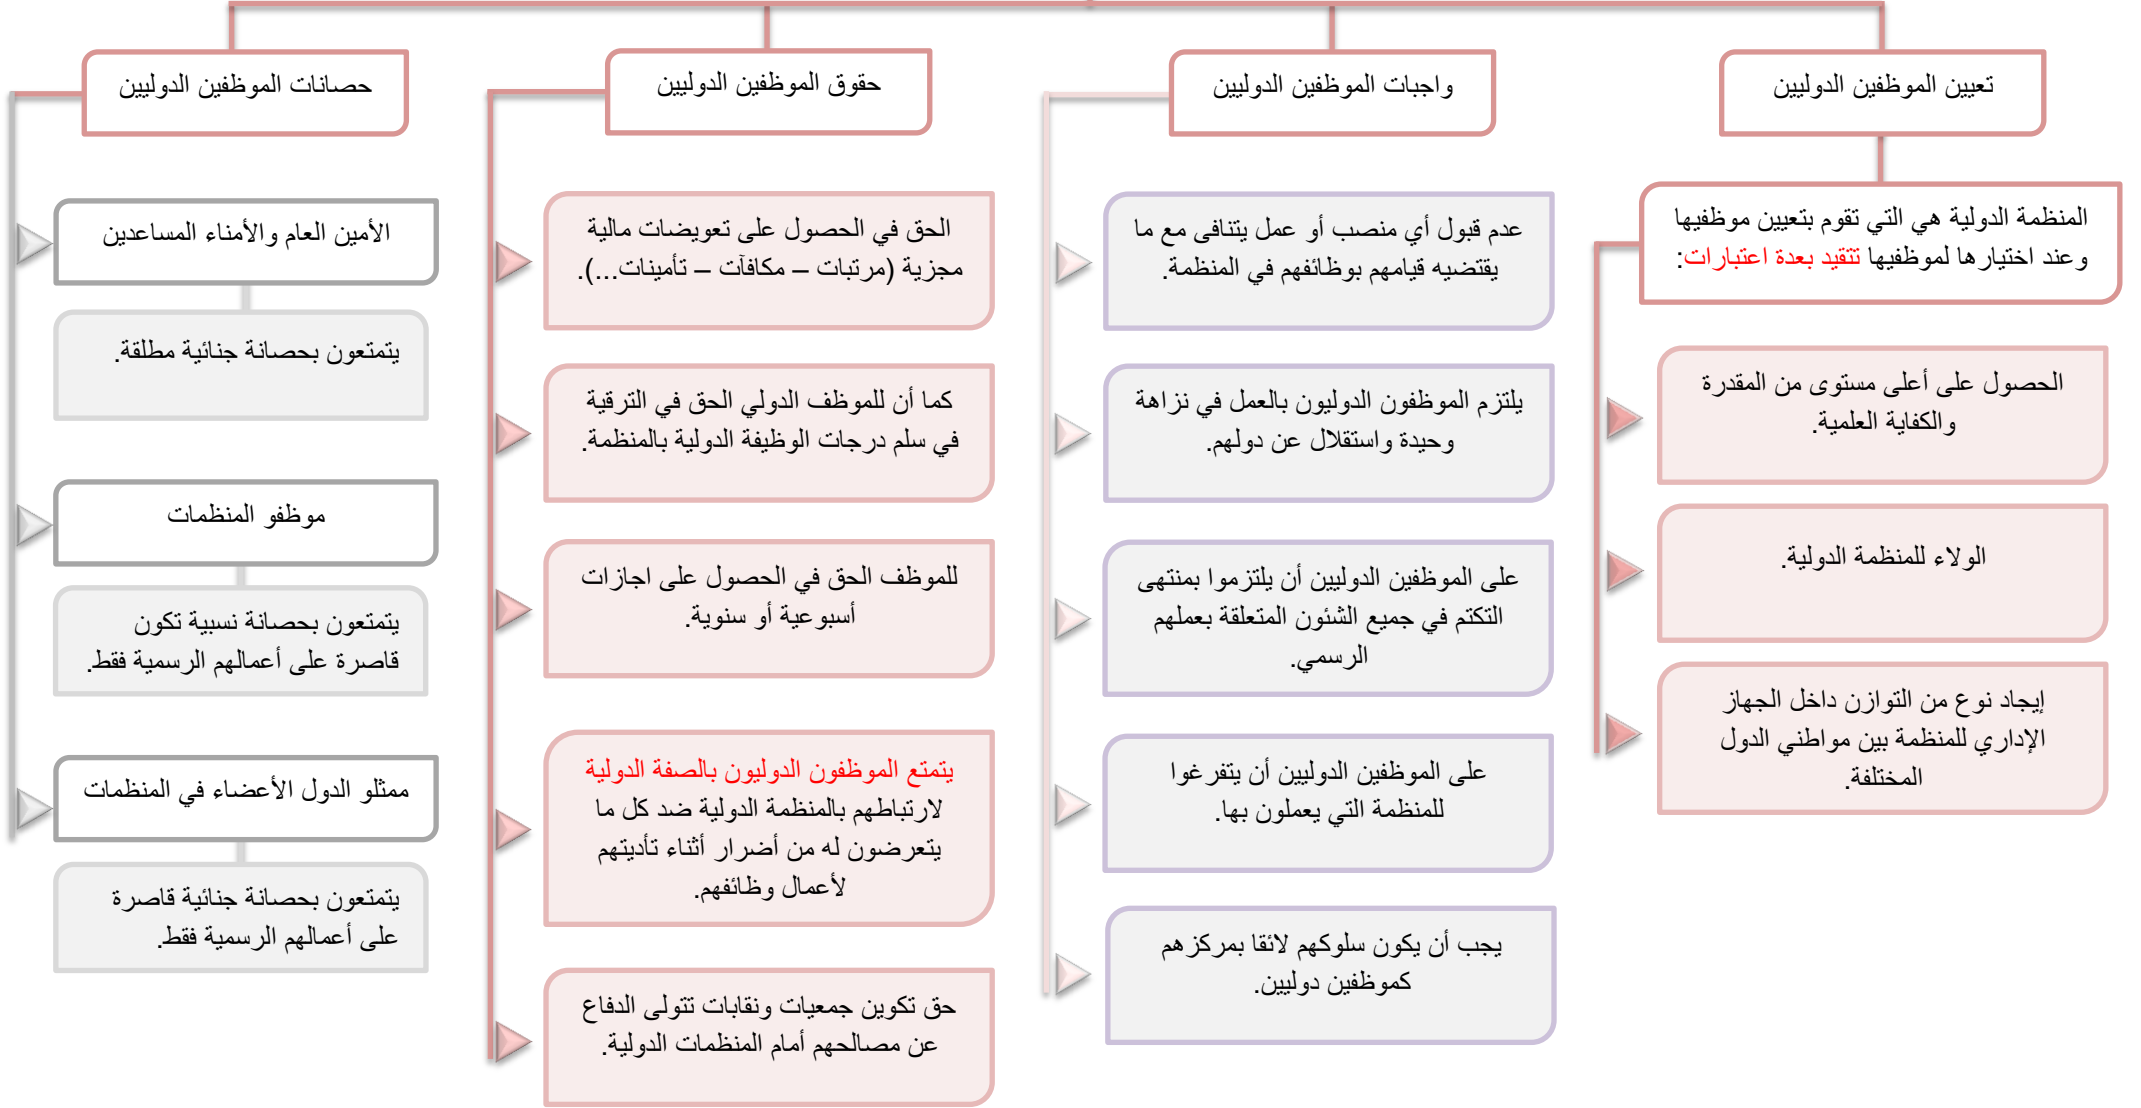 تعيين الموظفين الدوليين
المنظمة الدولية هي التي تقوم بتعيين موظفيها
وعند اختيارها لموظفيها تتقيد بعدة اعتبارات:
الحصول على أعلى مستوى من المقدرة
والكفاية العلمية.
الولاء للمنظمة الدولية.
إيجاد نوع من التوازن داخل الجهاز
الإداري للمنظمة بين مواطني الدول
المختلفة.
واجبات الموظفين الدوليين
عدم قبول أي منصب أو عمل يتنافى مع ما
يقتضيه قيامهم بوظائفهم في المنظمة.
يلتزم الموظفون الدوليون بالعمل في نزاهة
وحيدة واستقلال عن دولهم.
على الموظفين الدوليين أن يلتزموا بمنتهى
التكتم في جميع الشئون المتعلقة بعملهم
الرسمي.
على الموظفين الدوليين أن يتفرغوا
للمنظمة التي يعملون بها.
يجب أن يكون سلوكهم لائقا بمركزهم
كموظفين دوليين.
حقوق الموظفين الدوليين
الحق في الحصول على تعويضات مالية
مجزية (مرتبات – مكافآت – تأمينات...).
كما أن للموظف الدولي الحق في الترقية
في سلم درجات الوظيفة الدولية بالمنظمة.
للموظف الحق في الحصول على اجازات
أسبوعية أو سنوية.
يتمتع الموظفون الدوليون بالصفة الدولية
لارتباطهم بالمنظمة الدولية ضد كل ما
يتعرضون له من أضرار أثناء تأديتهم
لأعمال وظائفهم.
حق تكوين جمعيات ونقابات تتولى الدفاع
عن مصالحهم أمام المنظمات الدولية.
حصانات الموظفين الدوليين
الأمين العام والأمناء المساعدين
يتمتعون بحصانة جنائية مطلقة.
موظفو المنظمات
يتمتعون بحصانة نسبية تكون
قاصرة على أعمالهم الرسمية فقط.
ممثلو الدول الأعضاء في المنظمات
يتمتعون بحصانة جنائية قاصرة
على أعمالهم الرسمية فقط.